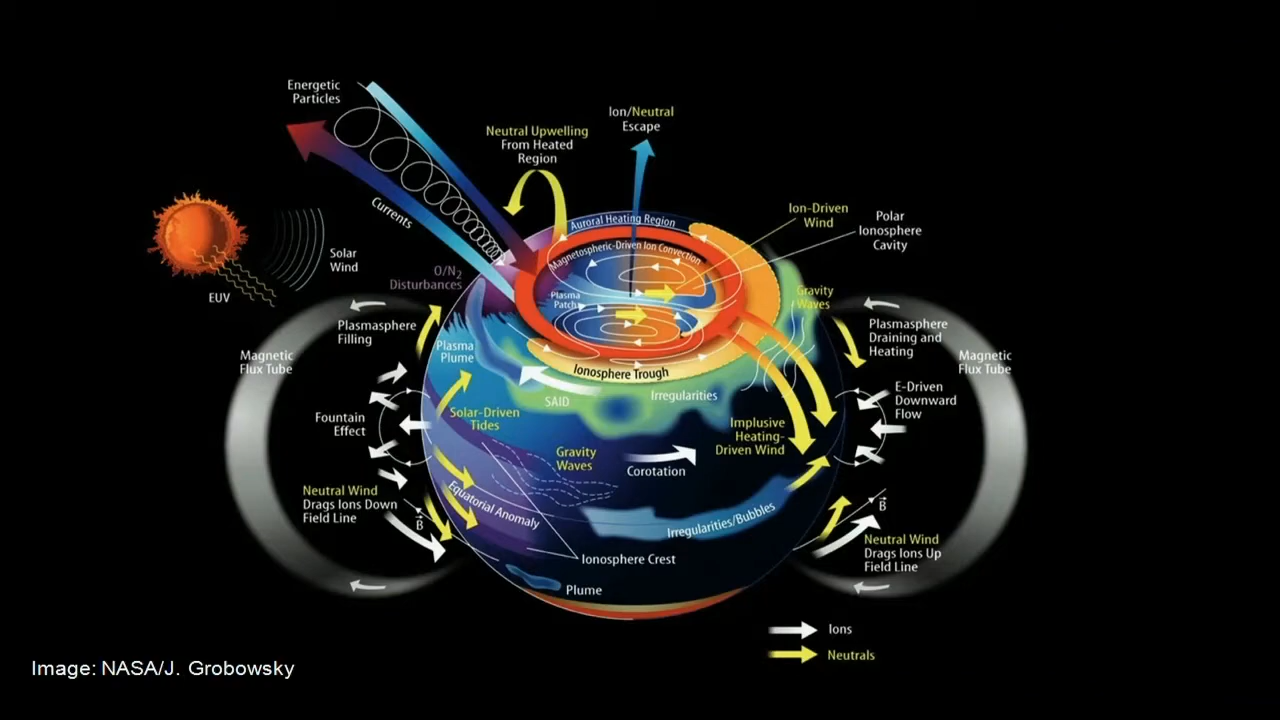 Energetic
Particles
Ion/Neutral
Escape
Neutral Upwelling
From Heated
Region
Currents
Auroral Heating Region
Ion-Driven
Wind
Polar
Ionosphere
Cavity
Magnetospheric-Driven Ion Convection
Solar
Wind
EUV
O/N2
Disturbances
Plasma
Patch
Gravity
Waves
Plasmasphere
Filling
Plasmasphere
Draining and
Heating
Magnetic
Flux Tube
Magnetic
Flux Tube
Plasma
Plume
Ionosphere Trough
SAID
Irregularities
E-Driven
Downward
Flow
Fountain
Effect
Solar-Driven
Tides
Implusive
Heating-
Driven Wind
Gravity
Waves
Corotation
Neutral Wind
Drags Ions Down
Field Line
B
Equatorial Anomaly
Irregularities/Bubbles
B
Neutral Wind
Drags Ions Up
Field Line
Ionosphere Crest
Plume
Ions
Neutrals
Image: NASA/J. Grobowsky